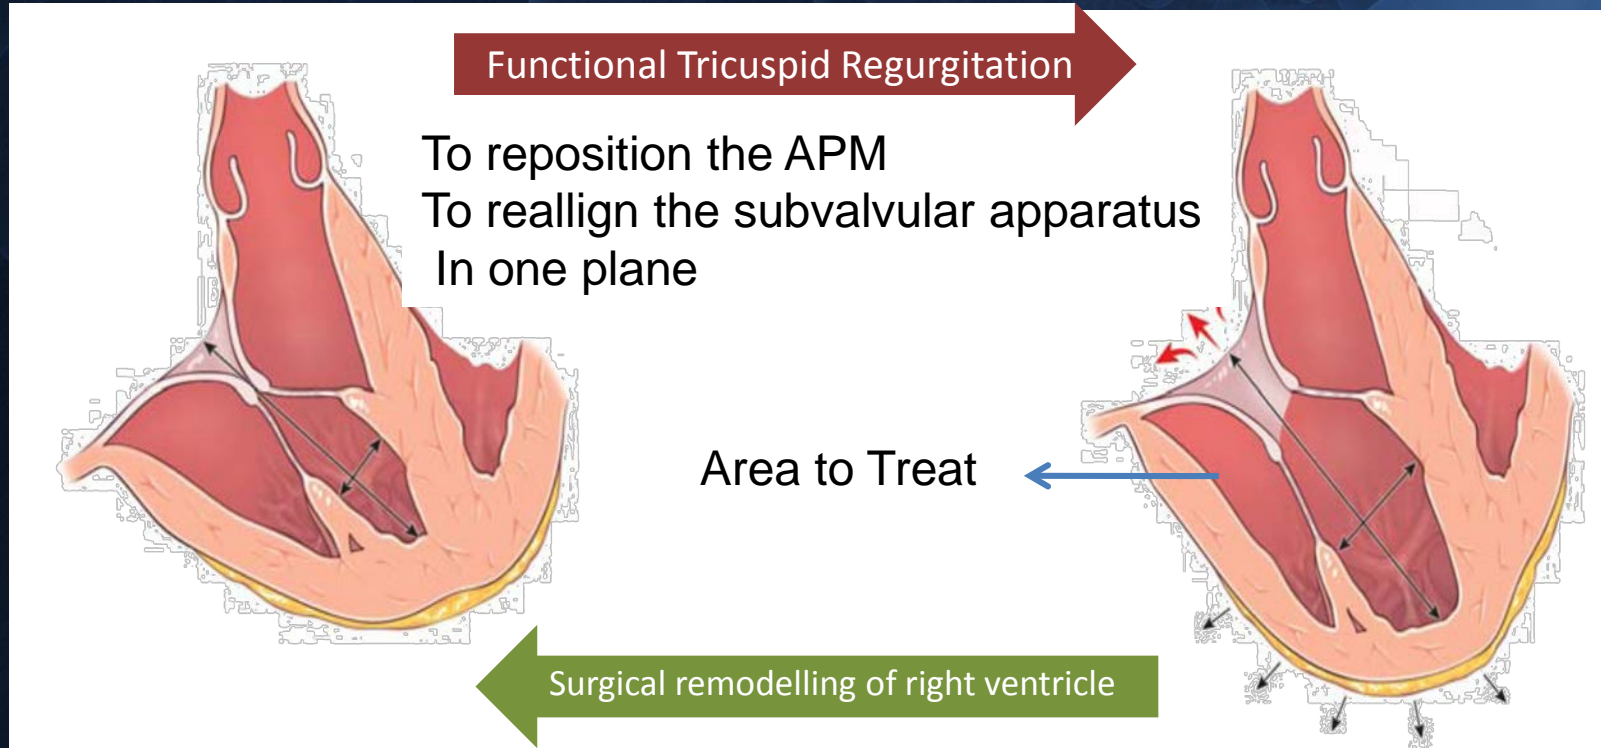 Functional Tricuspid Regurgitation
To reposition the APM
To reallign the subvalvular apparatus
In one plane
Area to Treat
Surgical remodelling of right ventricle